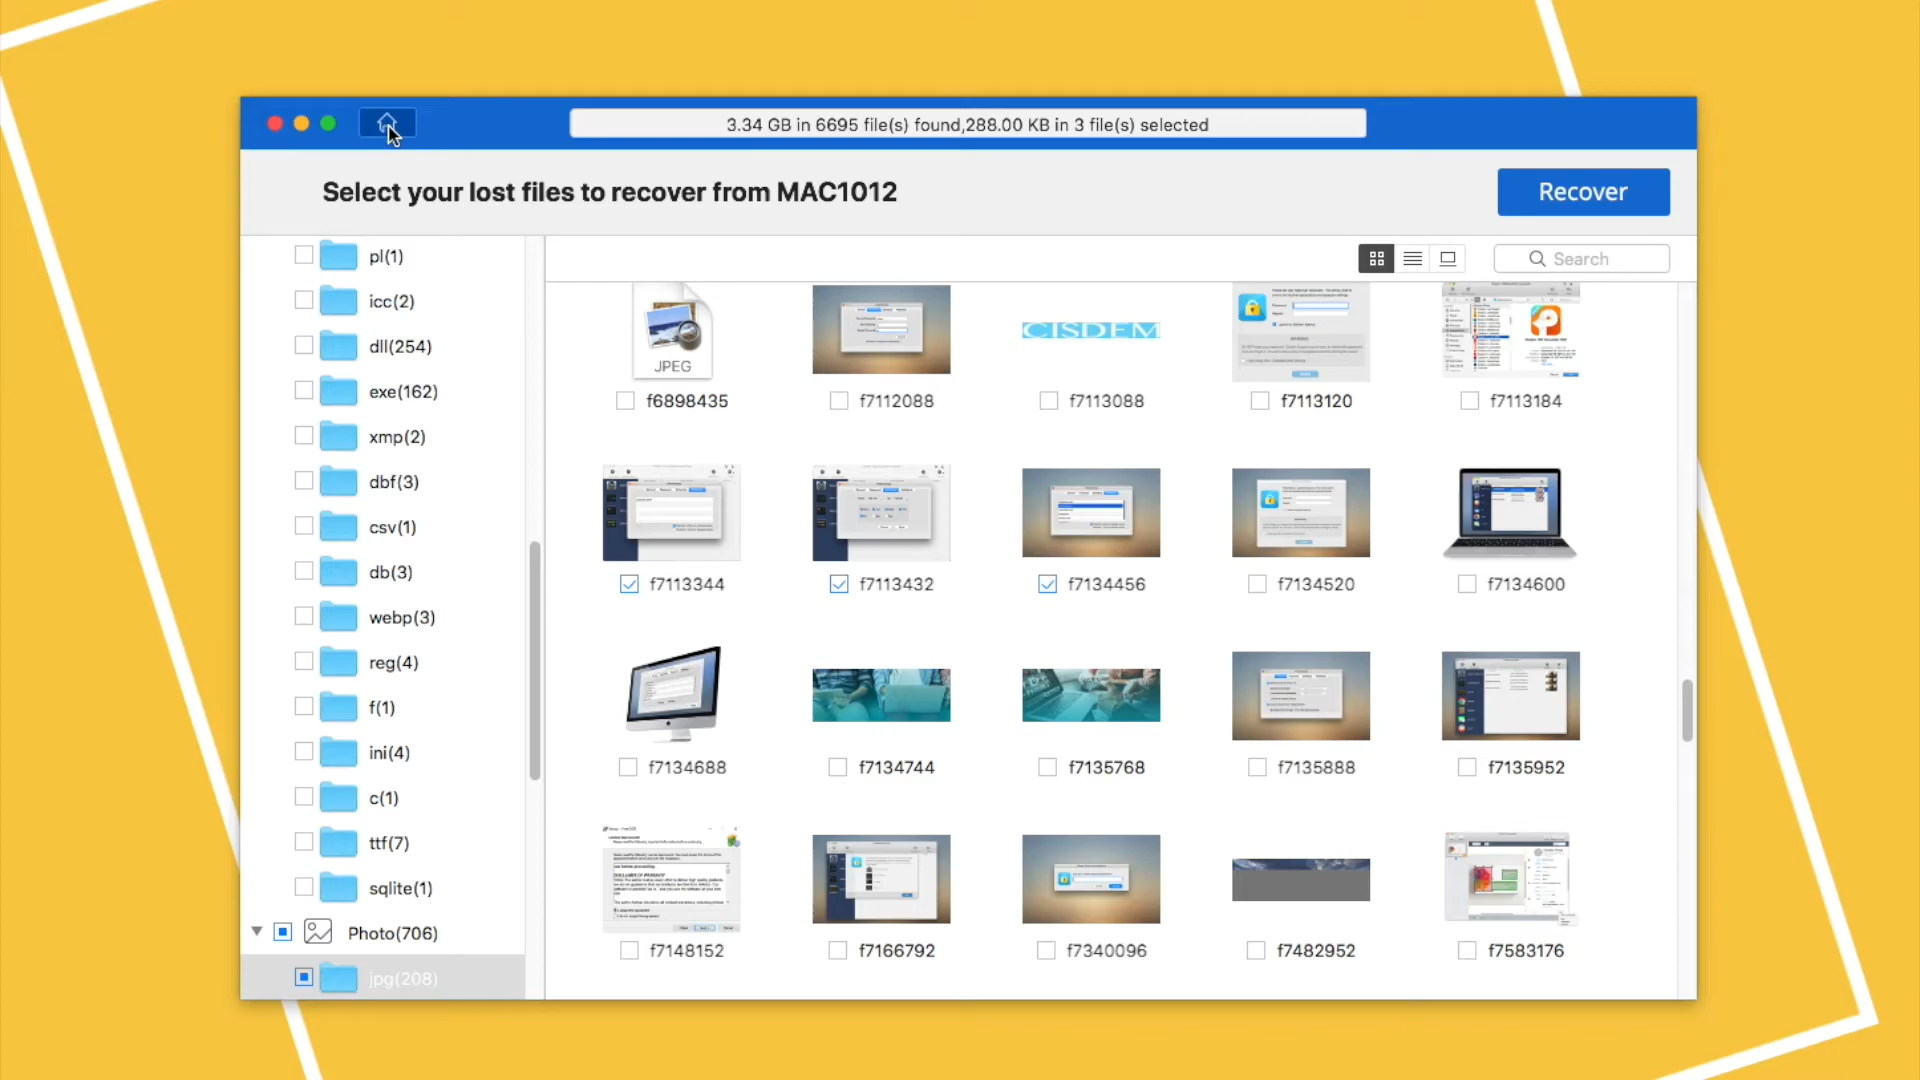 3.34 GB in 6695 file(s) found,288.00 KB in 3 file(s) selected
Select your lost files to recover from MAC1012
Recover
Search
pl(1)
icc(2)
dll(254)
exe(162)
xmp(2)
dbf(3)
csv(1)
db(3)
webp(3)
reg(4)
f(1)
ini(4)
c(1)
ttf(7)
sqlite(1)
Photo(706)
jpg(208)
JPEG
CISDEM
f6898435
f7112088
f7113088
f7113120
f7113184
f7113344
f7113432
f7134456
f7134520
f7134600
f7134688
f7134744
f7135768
f7135888
f7135952
f7148152
f7166792
f7340096
f7482952
f7583176